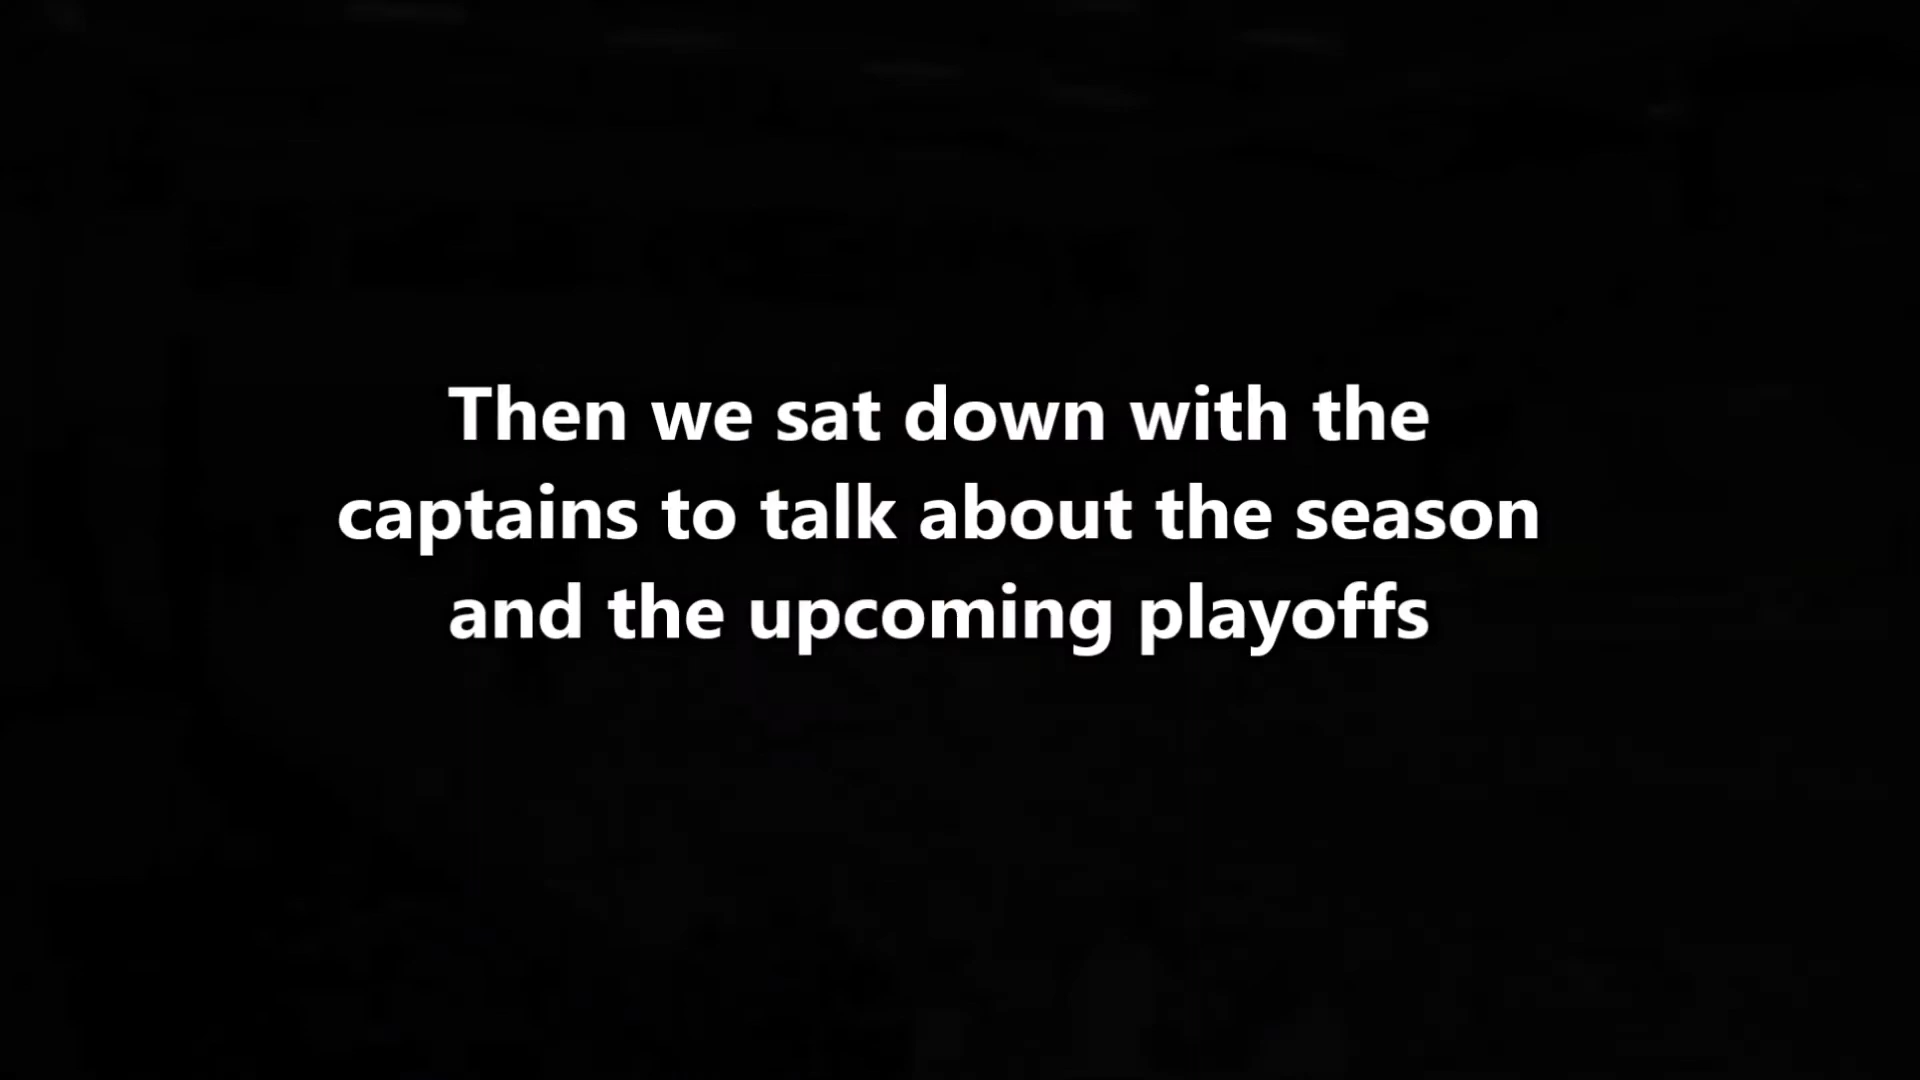 Then we sat down with the
captains to talk about the season
and the upcoming playoffs